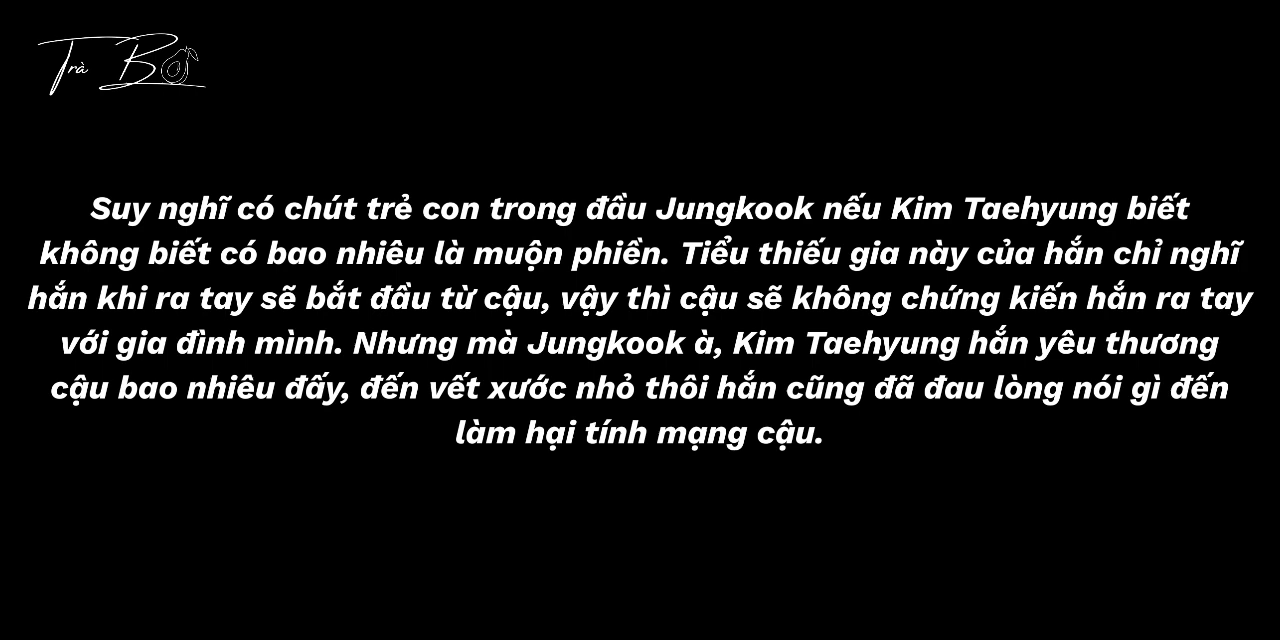 Trà Bơ
Suy nghĩ có chút trẻ con trong đầu Jungkook nếu Kim Taehyung biết
không biết có bao nhiêu là muộn phiền. Tiểu thiếu gia này của hắn chỉ nghĩ
hắn khi ra tay sẽ bắt đầu từ cậu, vậy thì cậu sẽ không chứng kiến hắn ra tay
với gia đình mình. Nhưng mà Jungkook à, Kim Taehyung hắn yêu thương
cậu bao nhiêu đấy, đến vết xước nhỏ thôi hắn cũng đã đau lòng nói gì đến
làm hại tính mạng cậu.